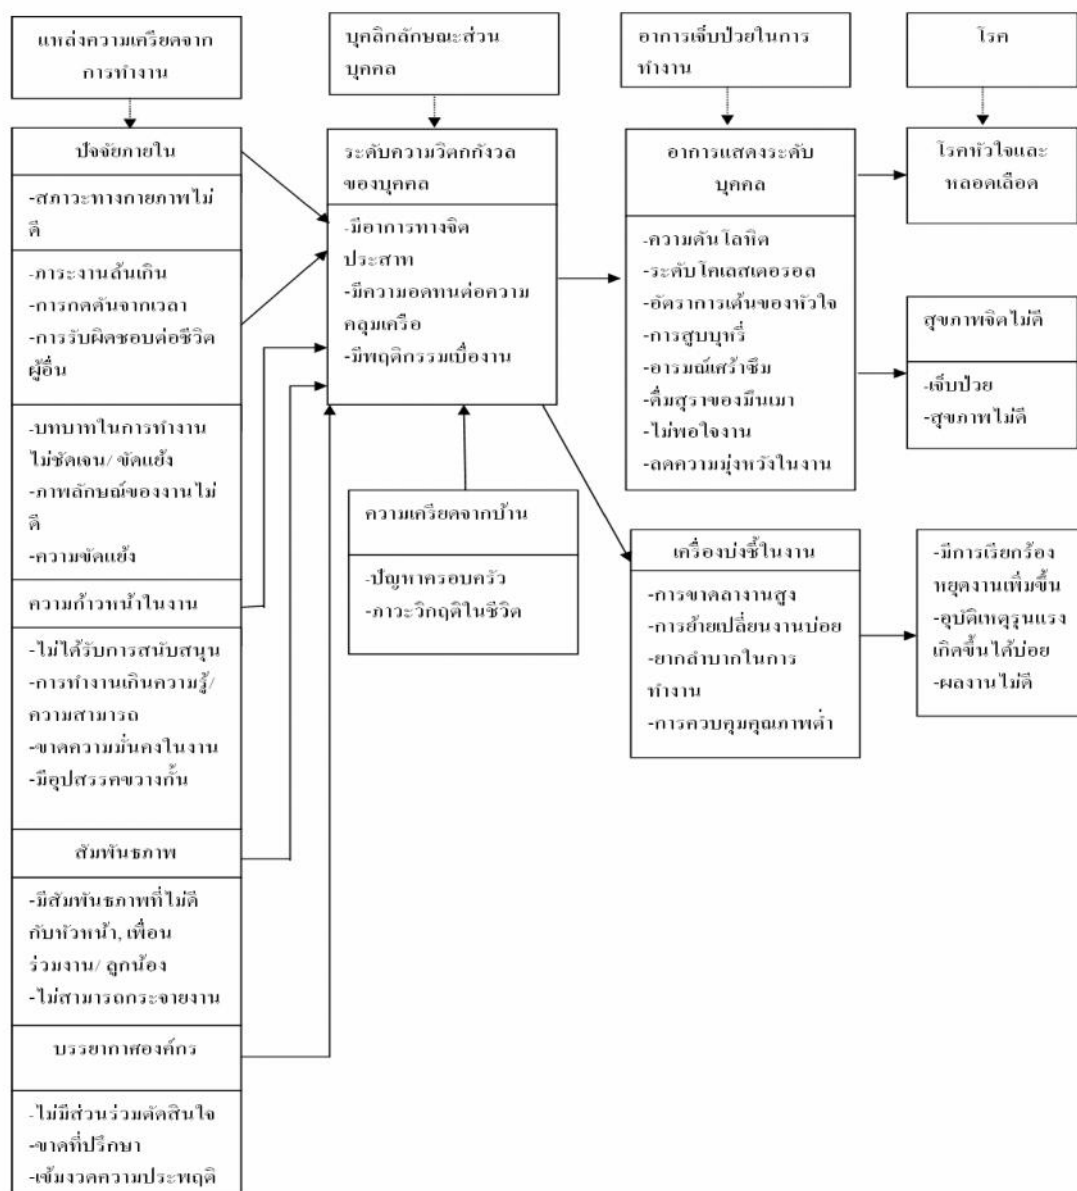 แหล่งความเครียดจาก
การทำงาน
บุคลิกลักษณะส่วน
บุคคล
อาการเจ็บป่วยในการ
ทำงาน
โรค
ปัจจัยภายใน
-สภาวะทางกายภาพไม่
ดี
-ภาระงานล้นเกิน
-การกดดันจากเวลา
-การรับผิดชอบต่อชีวิต
ผู้อื่น
-บทบาทในการทำงาน
ไม่ชัดเจน/ ขัดแย้ง
-ภาพลักษณ์ของงานไม่
ดี
-ความขัดแย้ง
ความก้าวหน้าในงาน
-ไม่ได้รับการสนับสนุน
-การทำงานเกินความรู้/
ความสามารถ
-ขาดความมั่นคงในงาน
-มีอุปสรรคขวางกั้น
สัมพันธภาพ
-มีสัมพันธภาพที่ไม่ดี
กับหัวหน้า, เพื่อน
ร่วมงาน/ ลูกน้อง
-ไม่สามารถกระจายงาน
บรรยากาศองค์กร
-ไม่มีส่วนร่วมตัดสินใจ
-ขาดที่ปรึกษา
-เข้มงวดความประพฤติ
ระดับความวิตกกังวล
ของบุคคล
-มีอาการทางจิต
ประสาท
-มีความอดทนต่อความ
คลุมเครือ
-มีพฤติกรรมเบื่องาน
ความเครียดจากบ้าน
-ปัญหาครอบครัว
-ภาวะวิกฤติในชีวิต
อาการแสดงระดับ
บุคคล
-ความดันโลหิต
-ระดับโคเลสเตอรอล
-อัตราการเต้นของหัวใจ
-การสูบบุหรี่
-อารมณ์เศร้าซึม
-ดื่มสุราของมึนเมา
-ไม่พอใจงาน
-ลดความมุ่งหวังในงาน
เครื่องบ่งชี้ในงาน
-การขาดลางานสูง
-การย้ายเปลี่ยนงานบ่อย
-ยากลำบากในการ
ทำงาน
-การควบคุมคุณภาพต่ำ
โรคหัวใจและ
หลอดเลือด
สุขภาพจิตไม่ดี
-เจ็บป่วย
-สุขภาพไม่ดี
-มีการเรียกร้อง
หยุดงานเพิ่มขึ้น
-อุบัติเหตุรุนแรง
เกิดขึ้นได้บ่อย
-ผลงานไม่ดี